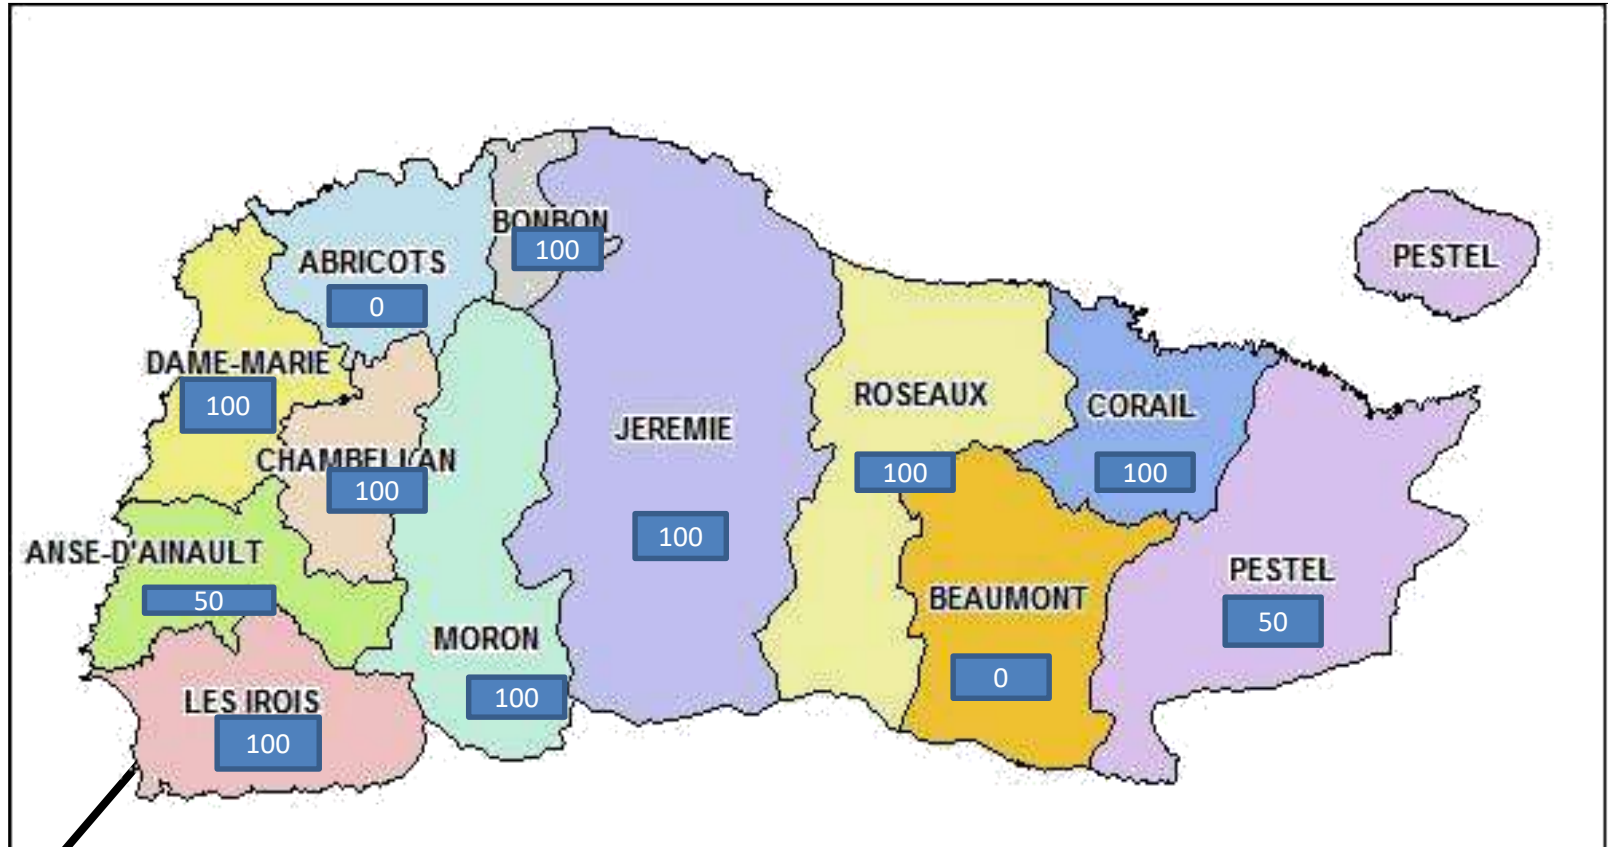 BONBON
100
ABRICOTS
0
PESTEL
DAME-MARIE
100
CHAMBELLAN
100
JEREMIE
100
ROSEAUX
100
CORAIL
100
ANSE-D'AINAULT
50
MORON
100
BEAUMONT
0
PESTEL
50
LES IROIS
100